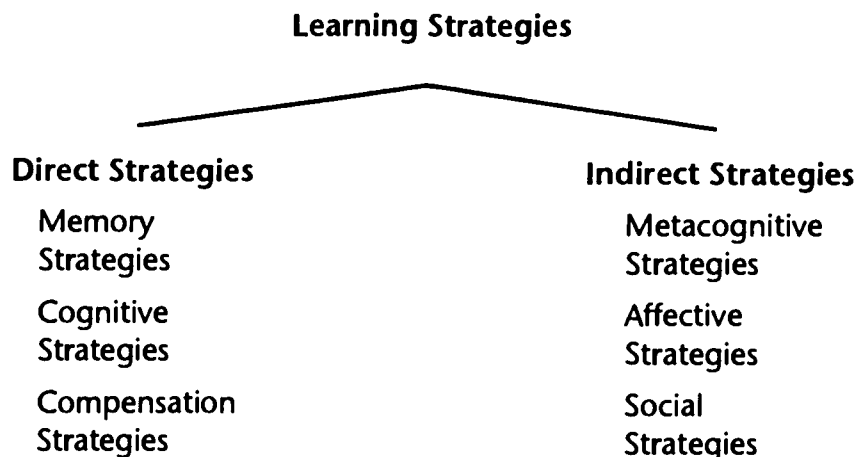 Learning Strategies
Direct Strategies
Memory
Strategies
Cognitive
Strategies
Compensation
Strategies
Indirect Strategies
Metacognitive
Strategies
Affective
Strategies
Social
Strategies